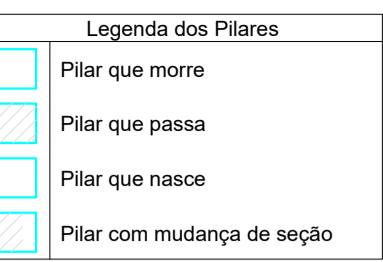 Legenda dos Pilares
Pilar que morre
Pilar que passa
Pilar que nasce
Pilar com mudança de seção